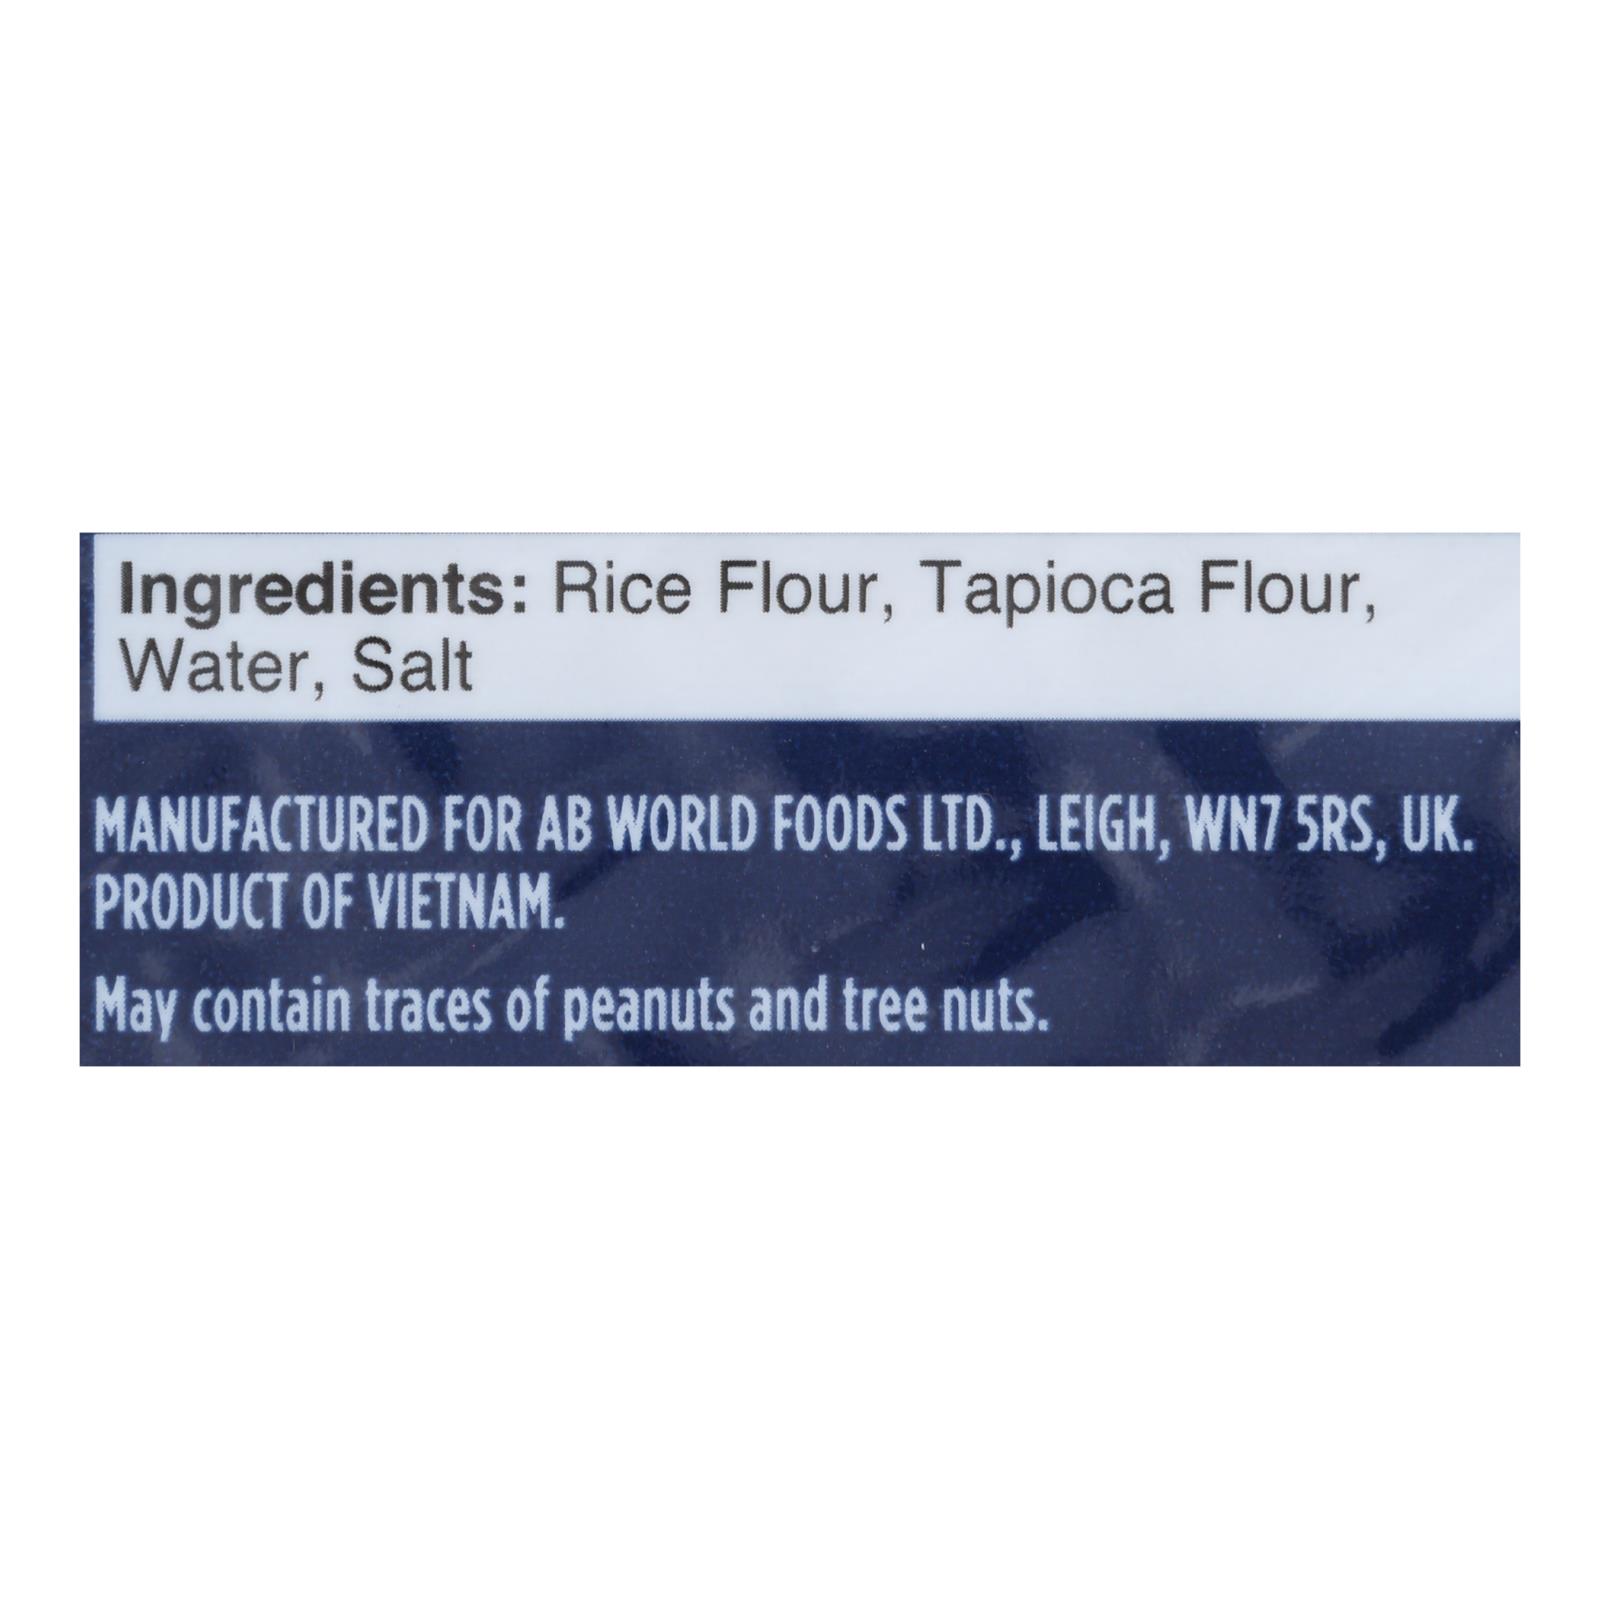 Ingredients: Rice Flour, Tapioca Flour,
Water, Salt
MANUFACTURED FOR AB WORLD FOODS LTD., LEIGH, WN7 5RS, UK.
PRODUCT OF VIETNAM.
May contain traces of peanuts and tree nuts.